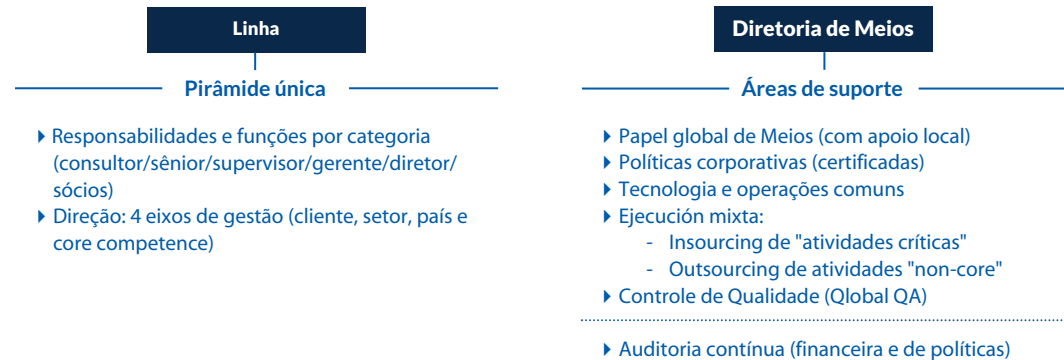 Linha
Pirâmide única
▸ Responsabilidades e funções por categoria
(consultor/sênior/supervisor/gerente/diretor/
sócios)
▸ Direção: 4 eixos de gestão (cliente, setor, país e
core competence)
Diretoria de Meios
Áreas de suporte
▸ Papel global de Meios (com apoio local)
▸ Políticas corporativas (certificadas)
▸ Tecnologia e operações comuns
▸ Ejecución mixta:
- Insourcing de "atividades críticas"
- Outsourcing de atividades "non-core"
▸ Controle de Qualidade (Qlobal QA)
▸ Auditoria contínua (financeira e de políticas)